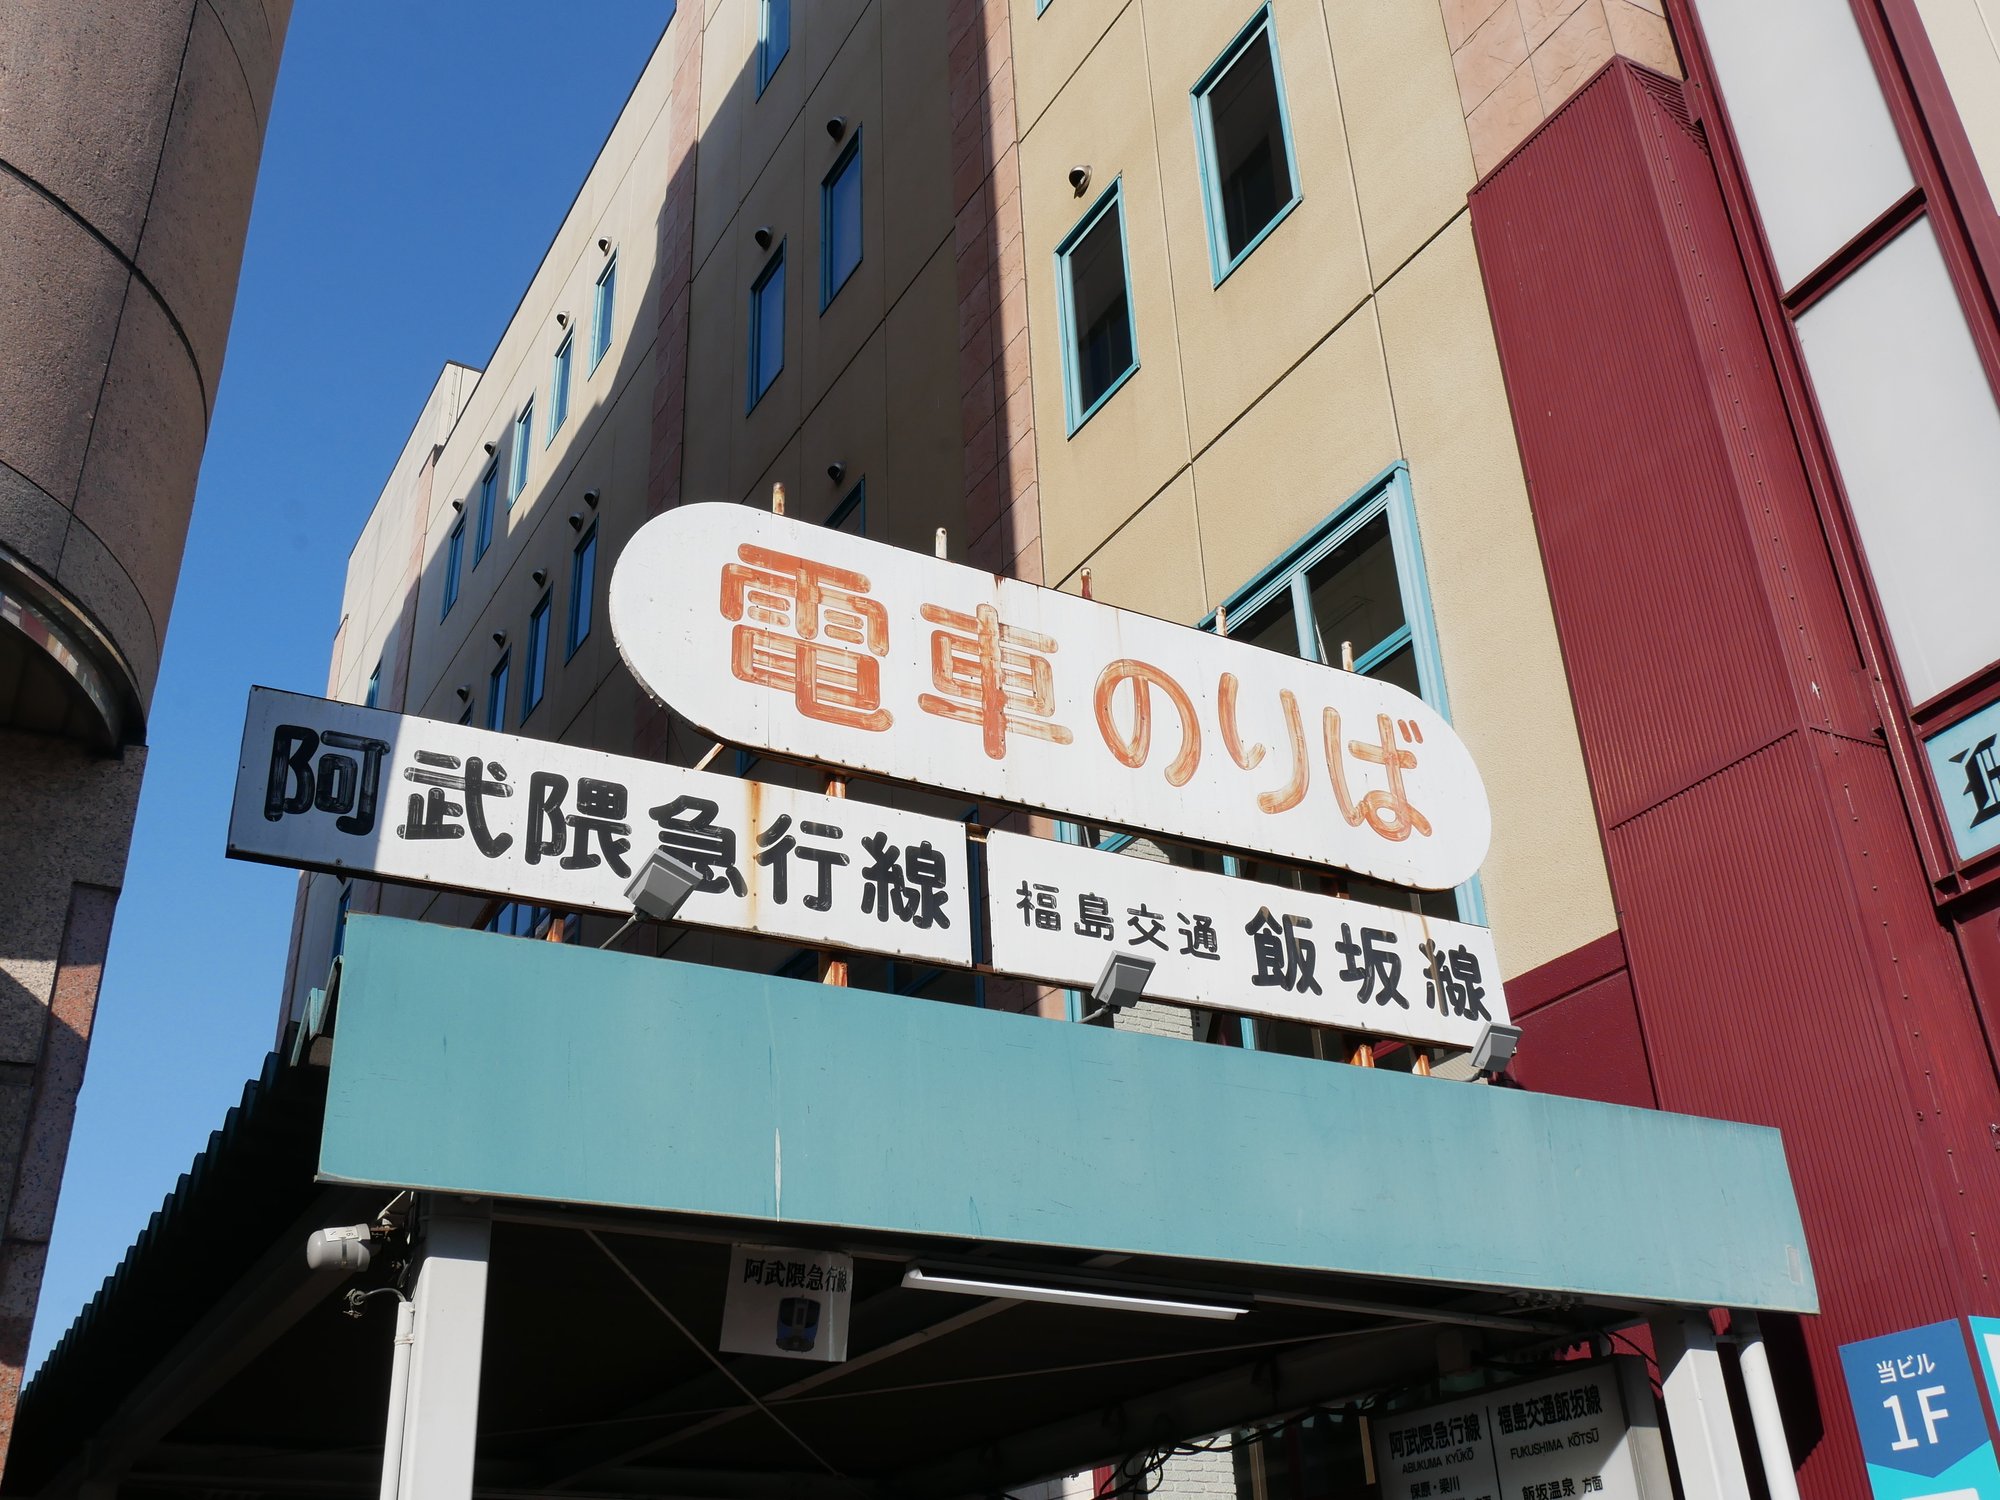 電車のりば
阿武隈急行線
福島交通 飯坂線
阿武隈急行線
阿武隈急行線
ABUKUMA KYŪKŌ
保原・梁川
福島交通飯坂線
FUKUSHIMA KŌTSŪ
飯坂温泉 方面
当ビル
1F